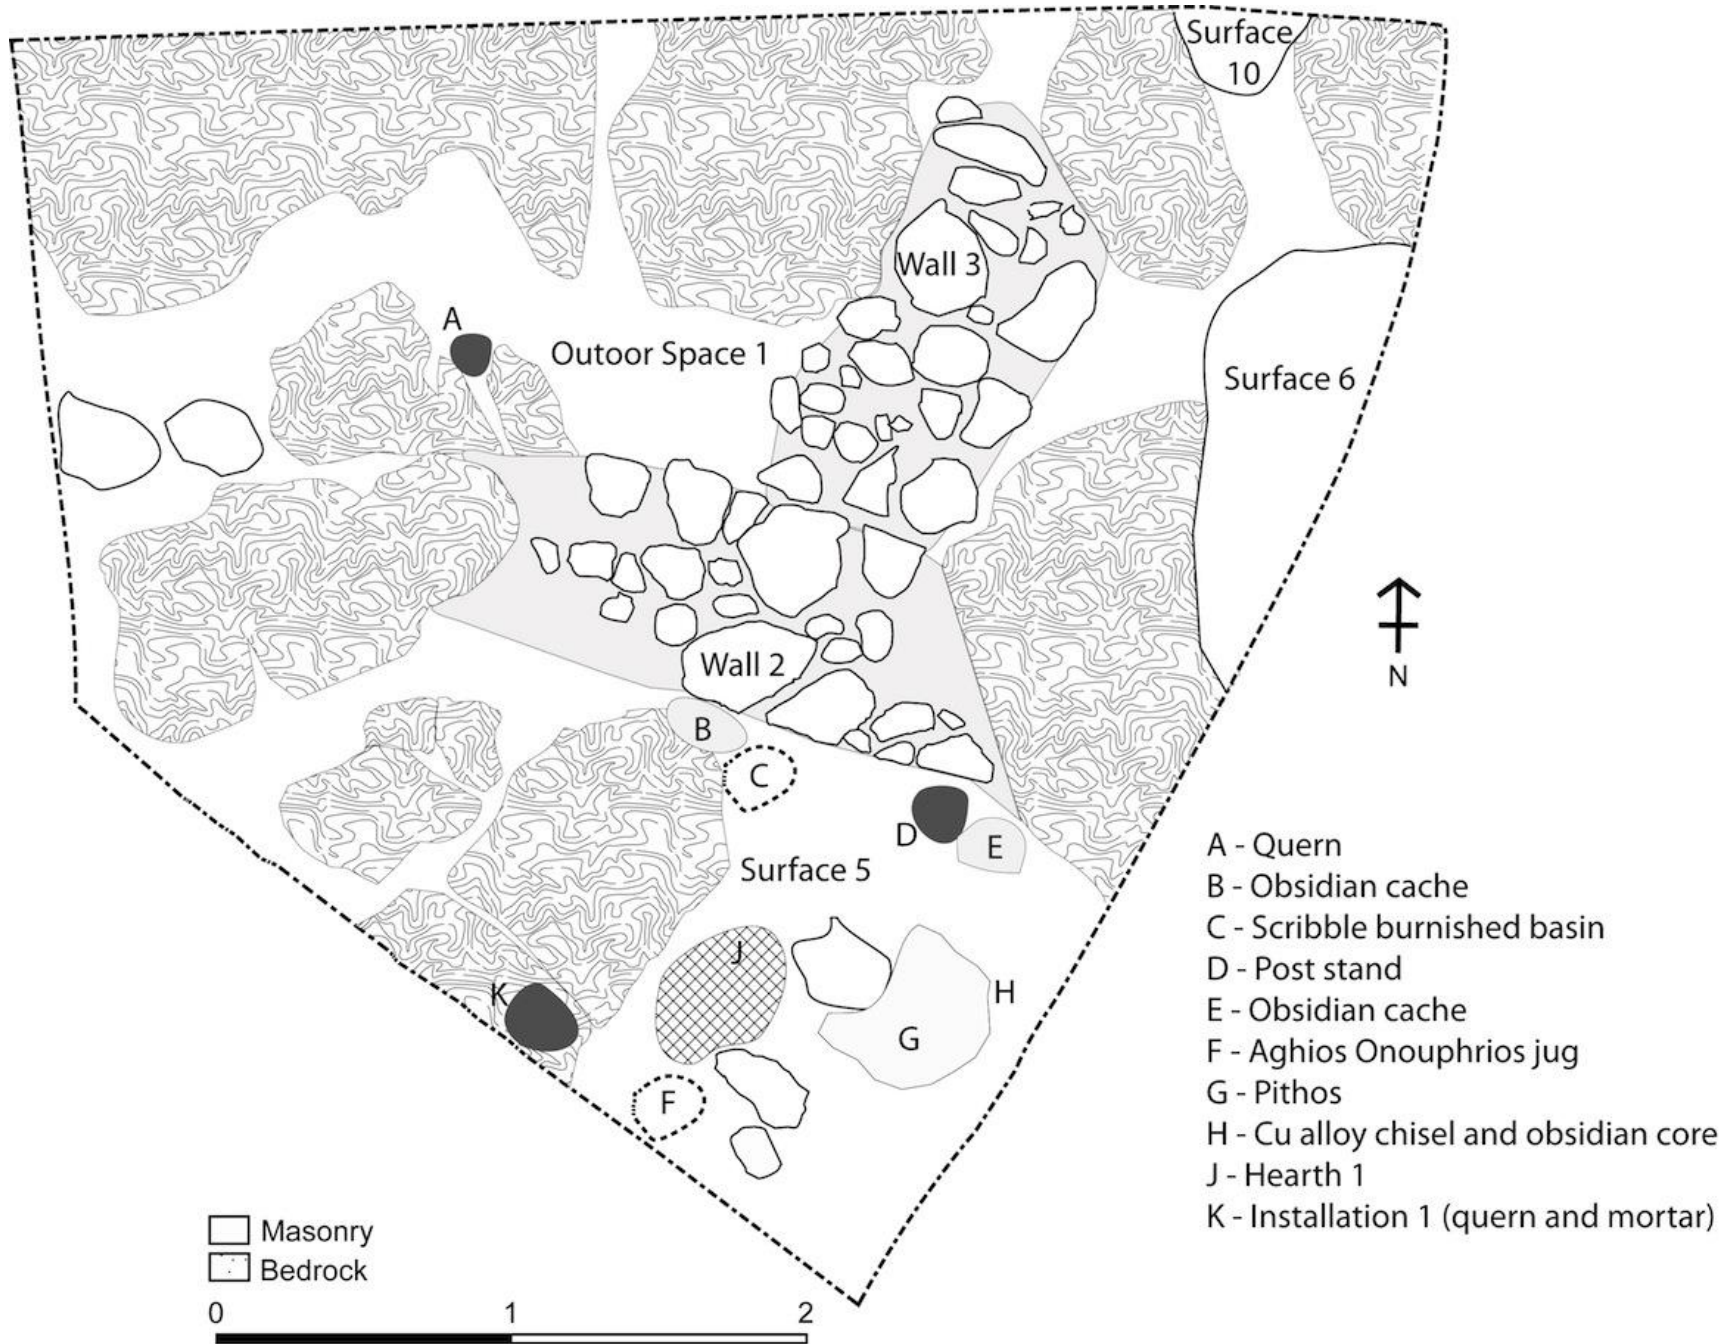 Surface
10
Wall 3
A
Outoor Space 1
Surface 6
Wall 2
N
B
C
D
E
Surface 5
J
H
K
G
F
A - Quern
B - Obsidian cache
C - Scribble burnished basin
D - Post stand
E - Obsidian cache
F - Aghios Onouphrios jug
G - Pithos
H - Cu alloy chisel and obsidian core
J - Hearth 1
K - Installation 1 (quern and mortar)
Masonry
Bedrock
0 1 2